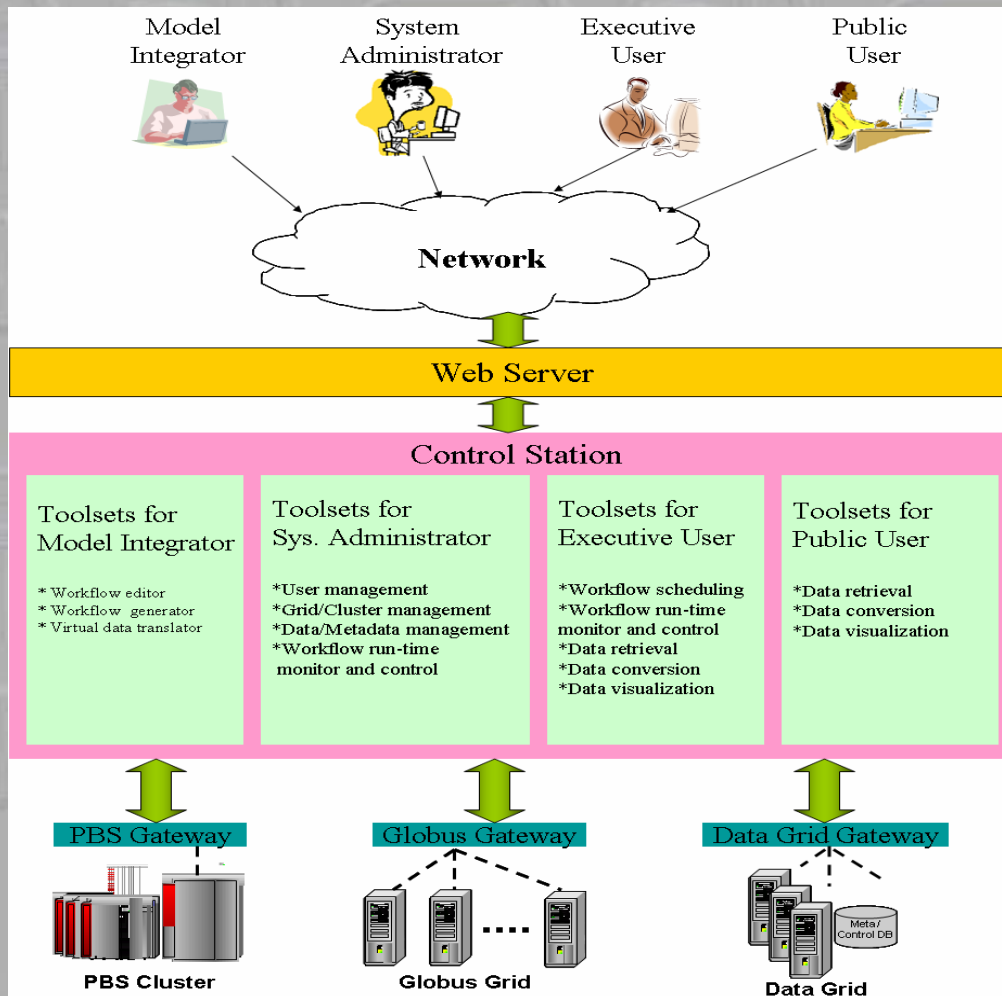 Model
Integrator
System
Administrator
Executive
User
Public
User
Network
Web Server
Control Station
Toolsets for
Model Integrator
* Workflow editor
* Workflow generator
* Virtual data translator
Toolsets for
Sys. Administrator
*User management
*Grid/Cluster management
*Data/Metadata management
*Workflow run-time
monitor and control
Toolsets for
Executive User
*Workflow scheduling
*Workflow run-time
monitor and control
*Data retrieval
*Data conversion
*Data visualization
Toolsets for
Public User
*Data retrieval
*Data conversion
*Data visualization
PBS Gateway
Globus Gateway
Data Grid Gateway
Meta /
Control DB
PBS Cluster
Globus Grid
Data Grid